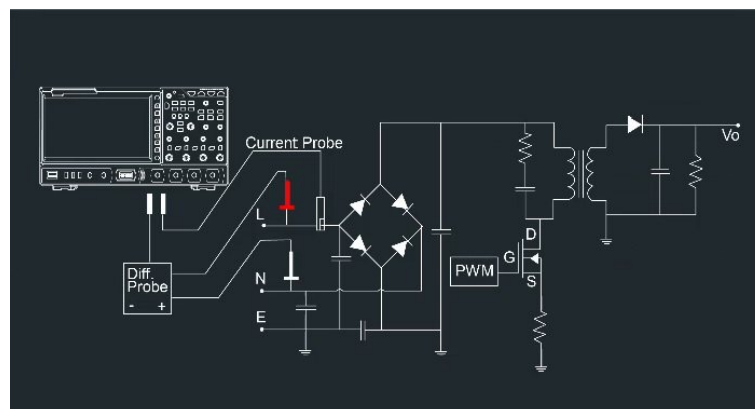 Current Probe
L
N
E
Diff.
Probe
- +
PWM
G
D
S
Vo